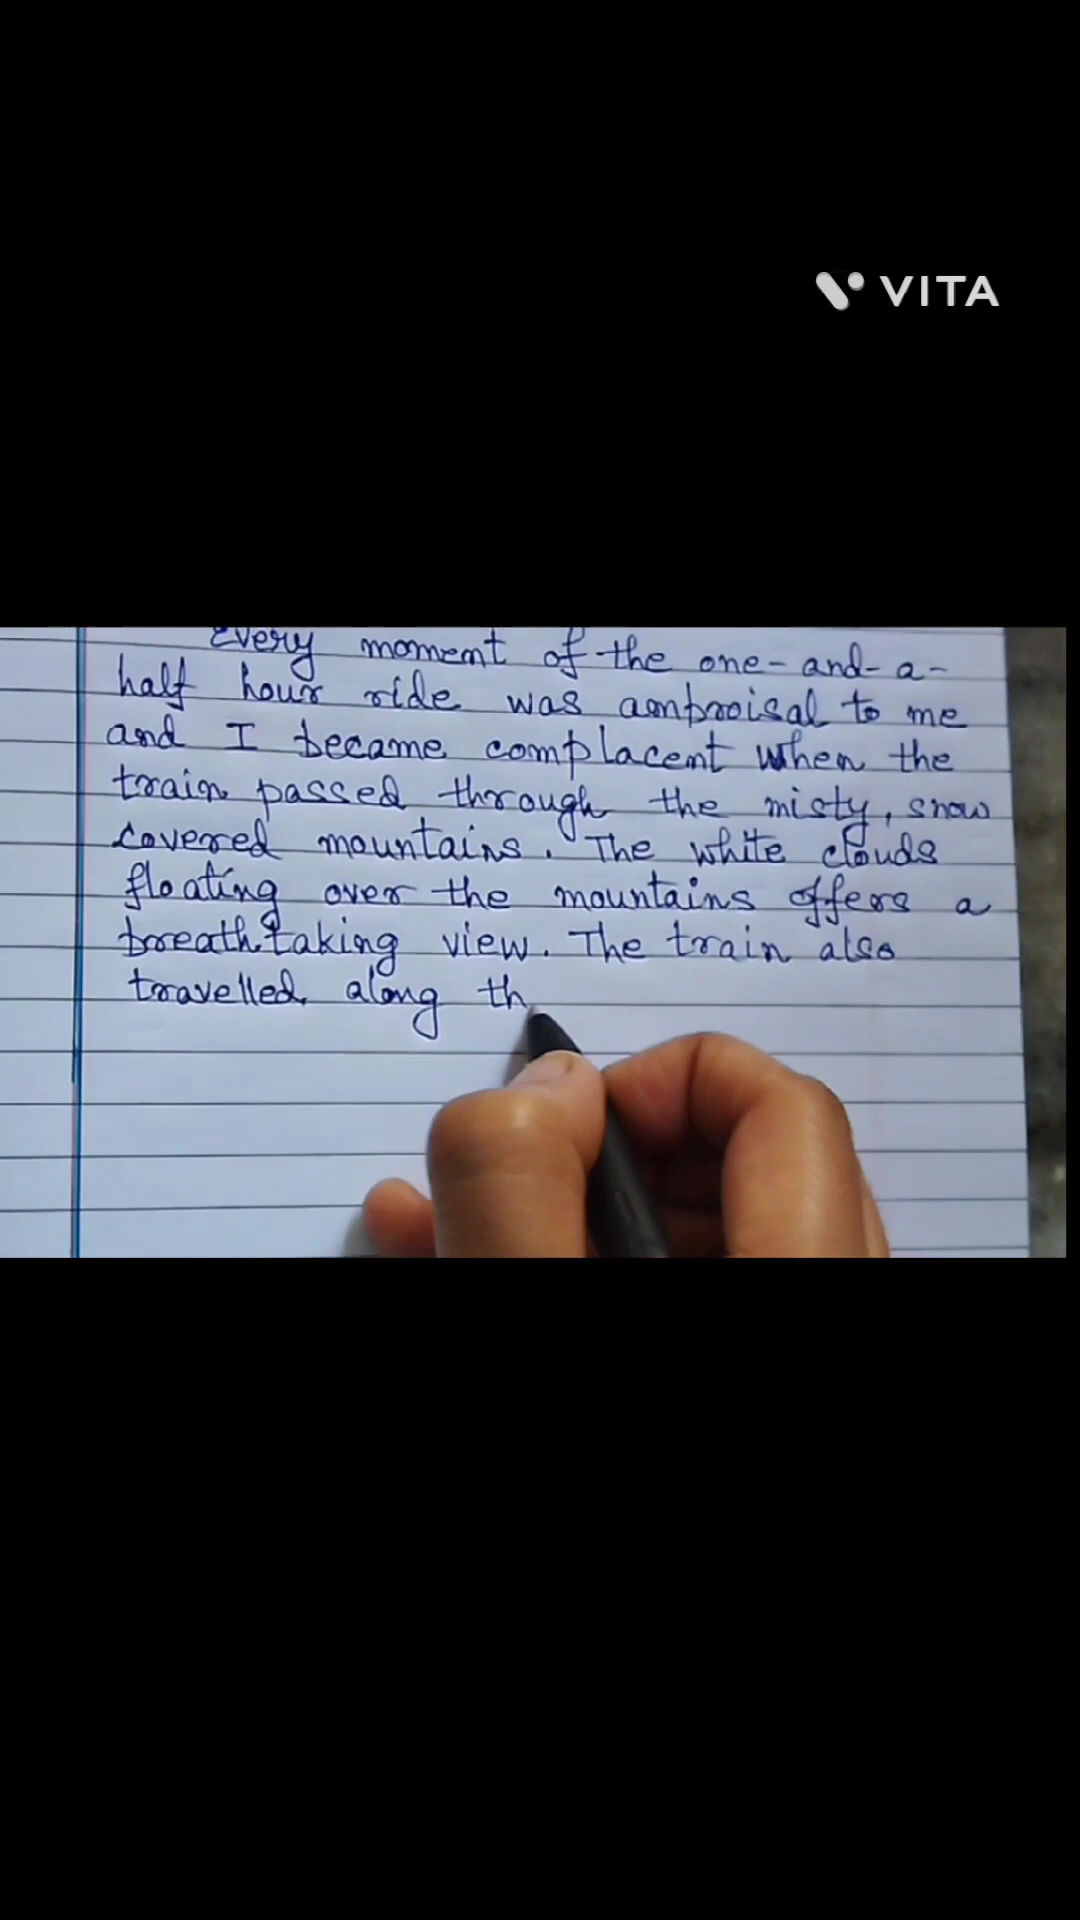 VITA
Every moment of the one-and-a-
half hour ride was ambroisal to me
and I became complacent when the
train passed through the misty, snow
covered mountains. The white clouds
floating over the mountains offers a
breathtaking view. The train also
travelled along th